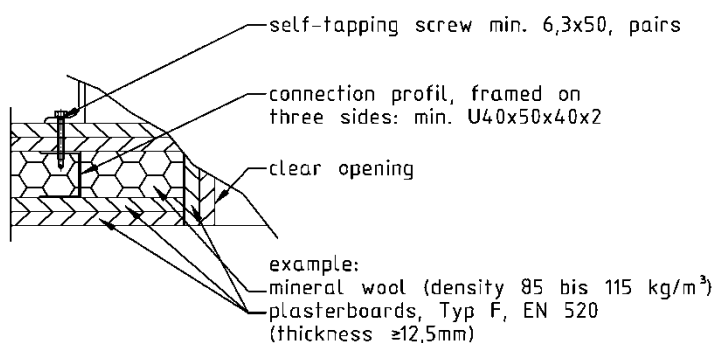 self-tapping screw min. 6,3x50, pairs
connection profil, framed on
three sides: min. U40x50x40x2
clear opening
example:
mineral wool (density 85 bis 115 kg/m³)
plasterboards, Typ F, EN 520
(thickness ≥12,5mm)